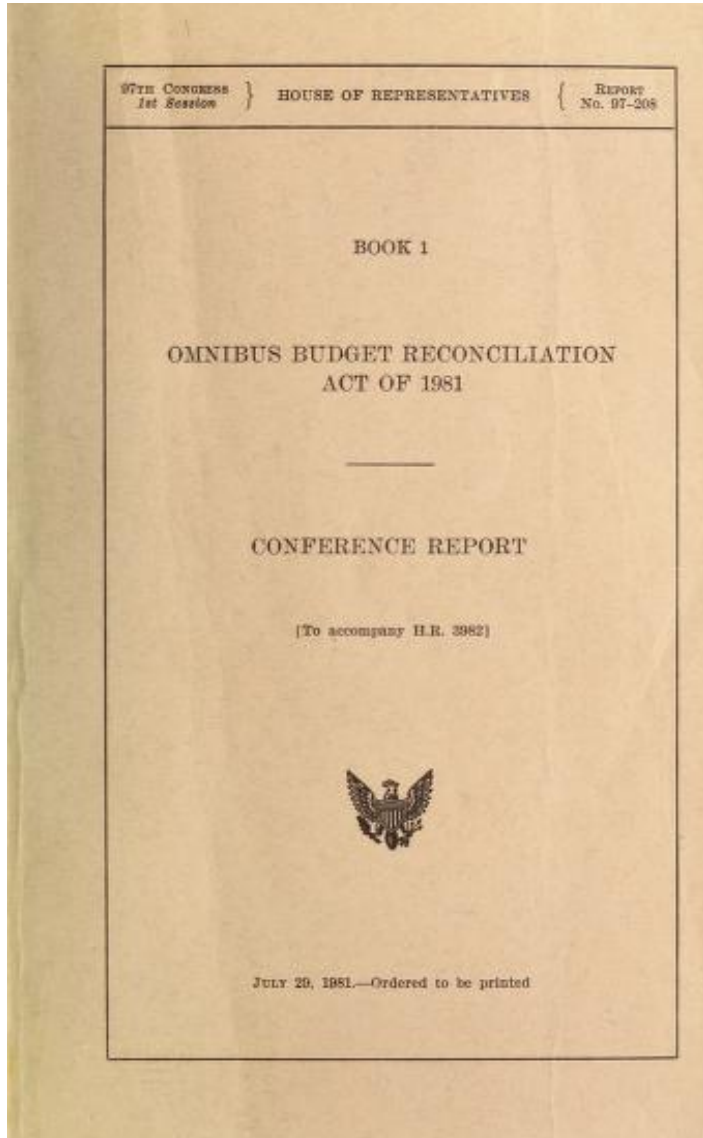 97TH CONGRESS
1st Session
} HOUSE OF REPRESENTATIVES {
REPORT
No. 97-208
BOOK 1
OMNIBUS BUDGET RECONCILIATION
ACT OF 1981
CONFERENCE REPORT
[To accompany H.R. 3982]
JULY 29, 1981.—Ordered to be printed